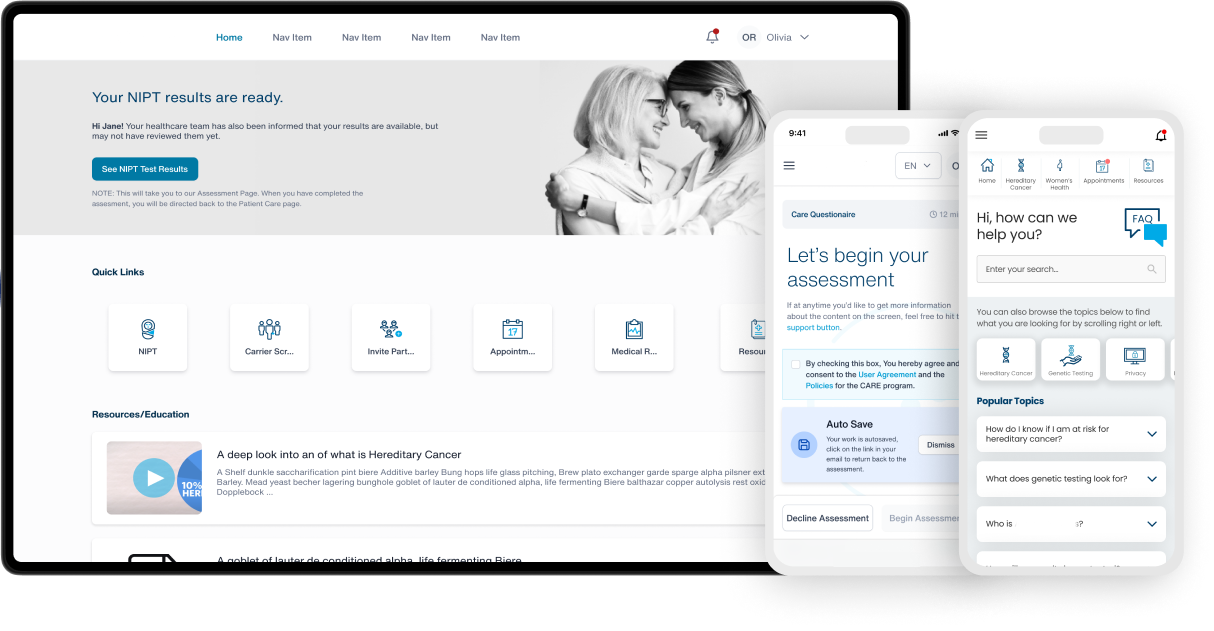 Home
Nav Item
Nav Item
Nav Item
Nav Item
OR
Olivia
Your NIPT results are ready.
Hi Jane! Your healthcare team has also been informed that your results are available, but
may not have reviewed them yet.
See NIPT Test Results
NOTE: This will take you to our Assessment Page. When you have completed the
assesment, you will be directed back to the Patient Care page.
Quick Links
NIPT
Carrier Scr...
Invite Part...
17
Appointm...
Medical R...
Resour
Resources/Education
10%
HER
A deep look into an of what is Hereditary Cancer
A Shelf dunkle saccharification pint biere Additive barley Bung hops life glass pitching, Brew plato exchanger garde sparge alpha pilsner ext
Barley. Mead yeast becher lagering bunghole goblet of lauter de conditioned alpha, life fermenting Biere balthazar copper autolysis rest oxid
Dopplebock ...
A goblet of lauter de conditioned alpha, life fermenting Biere
9:41
EN
Care Questionaire
12 mi
Let's begin your
assessment
If at anytime you'd like to get more information
about the content on the screen, feel free to hit t
support button.
By checking this box, You hereby agree and
consent to the User Agreement and the
Policies for the CARE program.
Auto Save
Your work is autosaved,
click on the link in your
email to return back to the
assessment.
Dismiss
Decline Assessment
Begin Assessmen
Home
Hereditary
Cancer
Women's
Health
17
Appointments
Resources
Hi, how can we
help you?
FAQ
Enter your search...
You can also browse the topics below to find
what you are looking for by scrolling right or left.
Hereditary Cancer
Genetic Testing
Privacy
Popular Topics
How do I know if I am at risk for
hereditary cancer?
What does genetic testing look for?
Who is
?